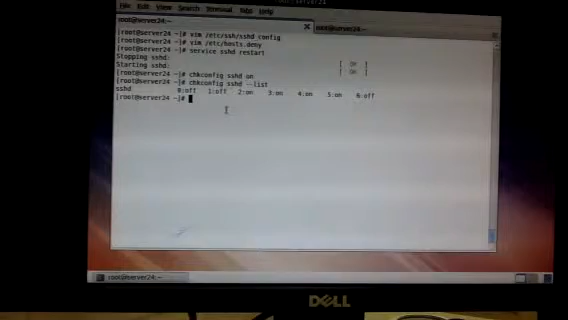 File Edit View Search Terminal Tabs Help
root@server24:~
root@server24:~
[root@server24 ~]# vim /etc/ssh/sshd_config
[root@server24 ~]# vim /etc/hosts.deny
[root@server24 ~]# service sshd restart
Stopping sshd: [ OK ]
Starting sshd: [ OK ]
[root@server24 ~]# chkconfig sshd on
[root@server24 ~]# chkconfig sshd --list
sshd 0:off 1:off 2:on 3:on 4:on 5:on 6:off
[root@server24 ~]#
root@server24:~
DELL